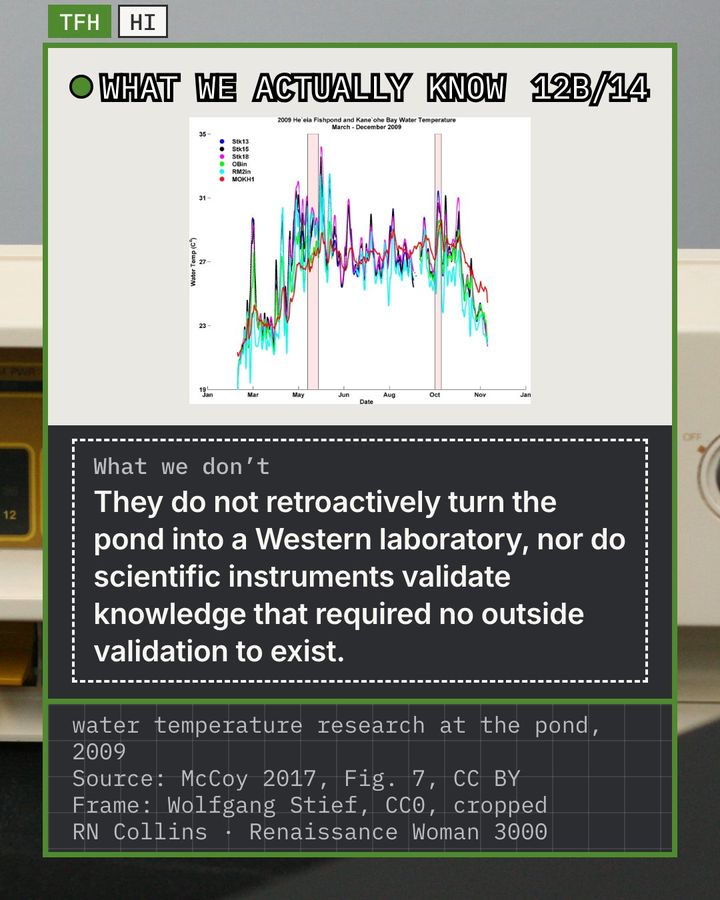 TFH HI
WHAT WE ACTUALLY KNOW 12B/14
2009 He`eia Fishpond and Kane`ohe Bay Water Temperature
March - December 2009
35
Stk13
Stk15
Stk18
OBin
RM2in
MOKH1
31
27
23
19
Water Temp (C°)
Jan Mar May Jun Aug Oct Nov Jan
Date
What we don’t
They do not retroactively turn the
pond into a Western laboratory, nor do
scientific instruments validate
knowledge that required no outside
validation to exist.
water temperature research at the pond,
2009
Source: McCoy 2017, Fig. 7, CC BY
Frame: Wolfgang Stief, CC0, cropped
RN Collins · Renaissance Woman 3000
PWR
12
OFF